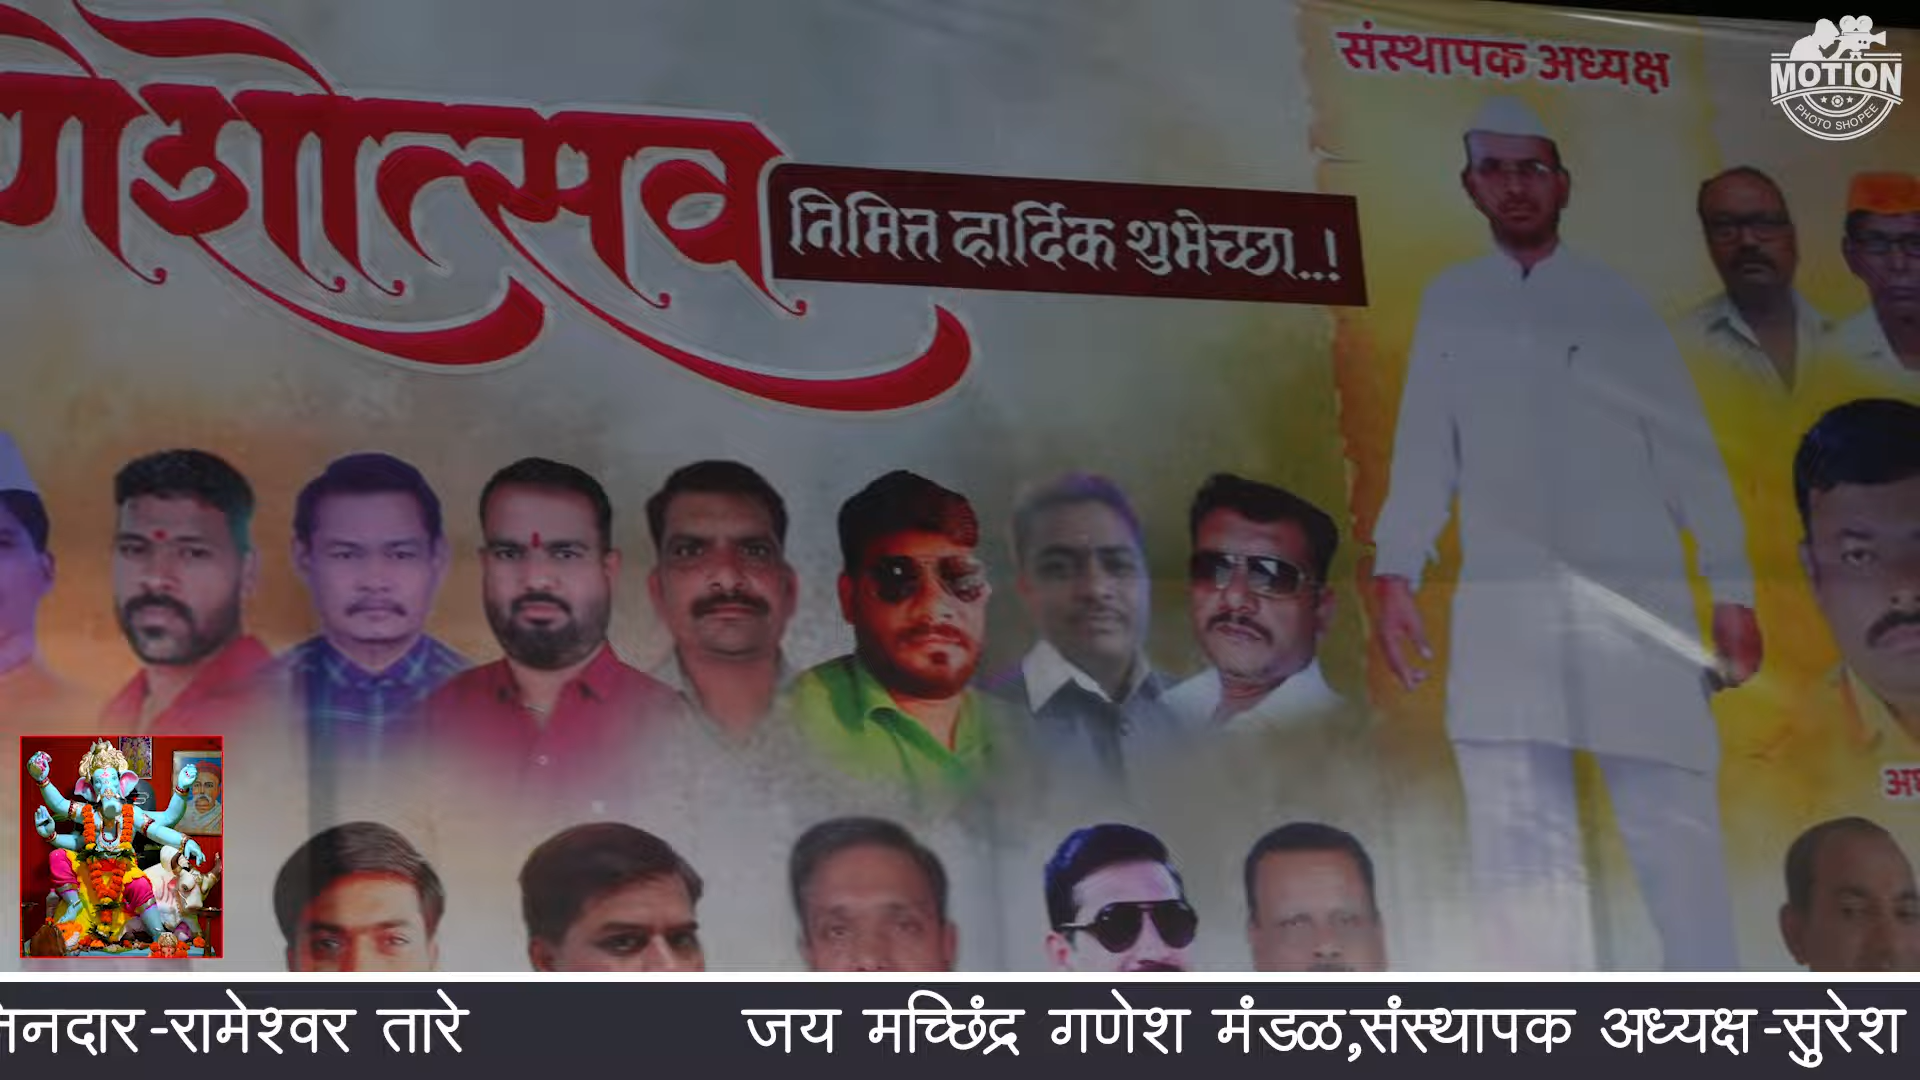 संस्थापक अध्यक्ष
MOTION
PHOTO SHOPEE
णेशोत्सव
निमित्त हार्दिक शुभेच्छा..!
जिनदार-रामेश्वर तारे
जय मच्छिंद्र गणेश मंडळ,संस्थापक अध्यक्ष-सुरेश